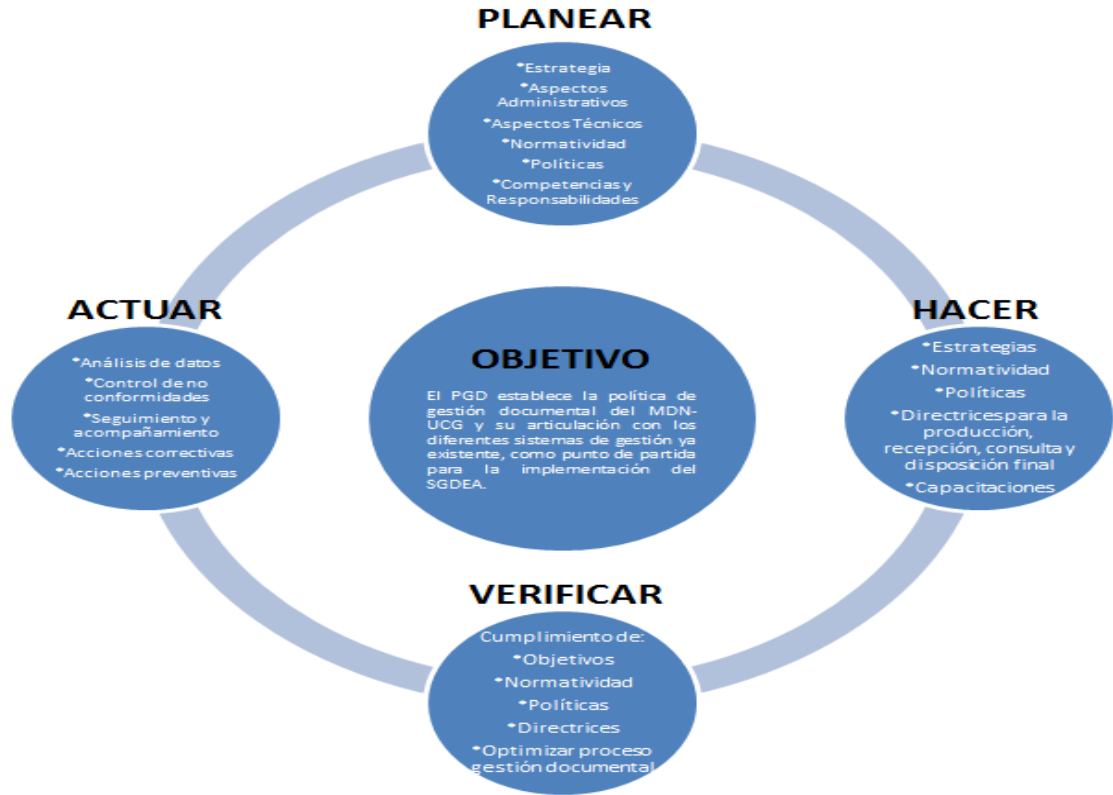 PLANEAR
*Estrategia
*Aspectos
Administrativos
*Aspectos Técnicos
*Normatividad
*Políticas
*Competencias y
Responsabilidades
HACER
*Estrategias
*Normatividad
*Políticas
*Directrices para la
producción,
recepción, consulta y
disposición final
*Capacitaciones
VERIFICAR
Cumplimiento de:
*Objetivos
*Normatividad
*Políticas
*Directrices
*Optimizar proceso
gestión documental
ACTUAR
*Análisis de datos
*Control de no
conformidades
*Seguimiento y
acompañamiento
*Acciones correctivas
*Acciones preventivas
OBJETIVO
El PGD establece la política de
gestión documental del MDN-
UCG y su articulación con los
diferentes sistemas de gestión ya
existente, como punto de partida
para la implementación del
SGDEA.